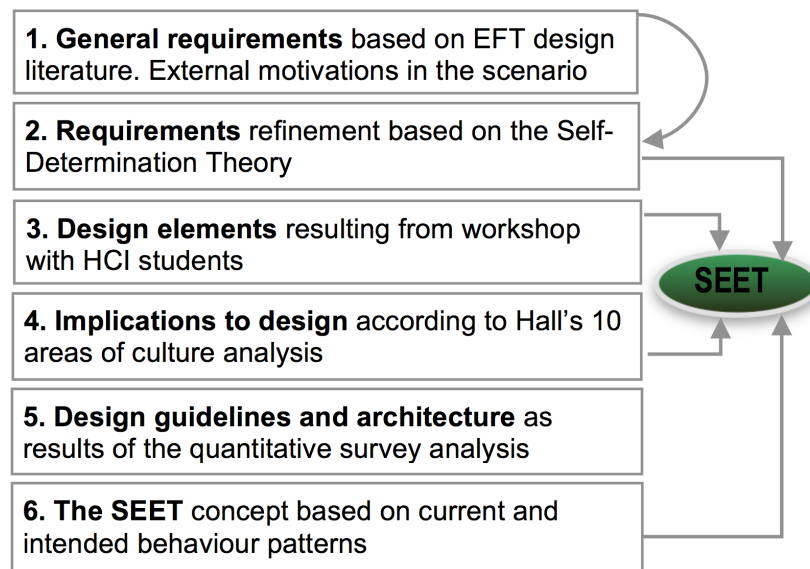 1. General requirements based on EFT design
literature. External motivations in the scenario
2. Requirements refinement based on the Self-
Determination Theory
3. Design elements resulting from workshop
with HCI students
SEET
4. Implications to design according to Hall's 10
areas of culture analysis
5. Design guidelines and architecture as
results of the quantitative survey analysis
6. The SEET concept based on current and
intended behaviour patterns